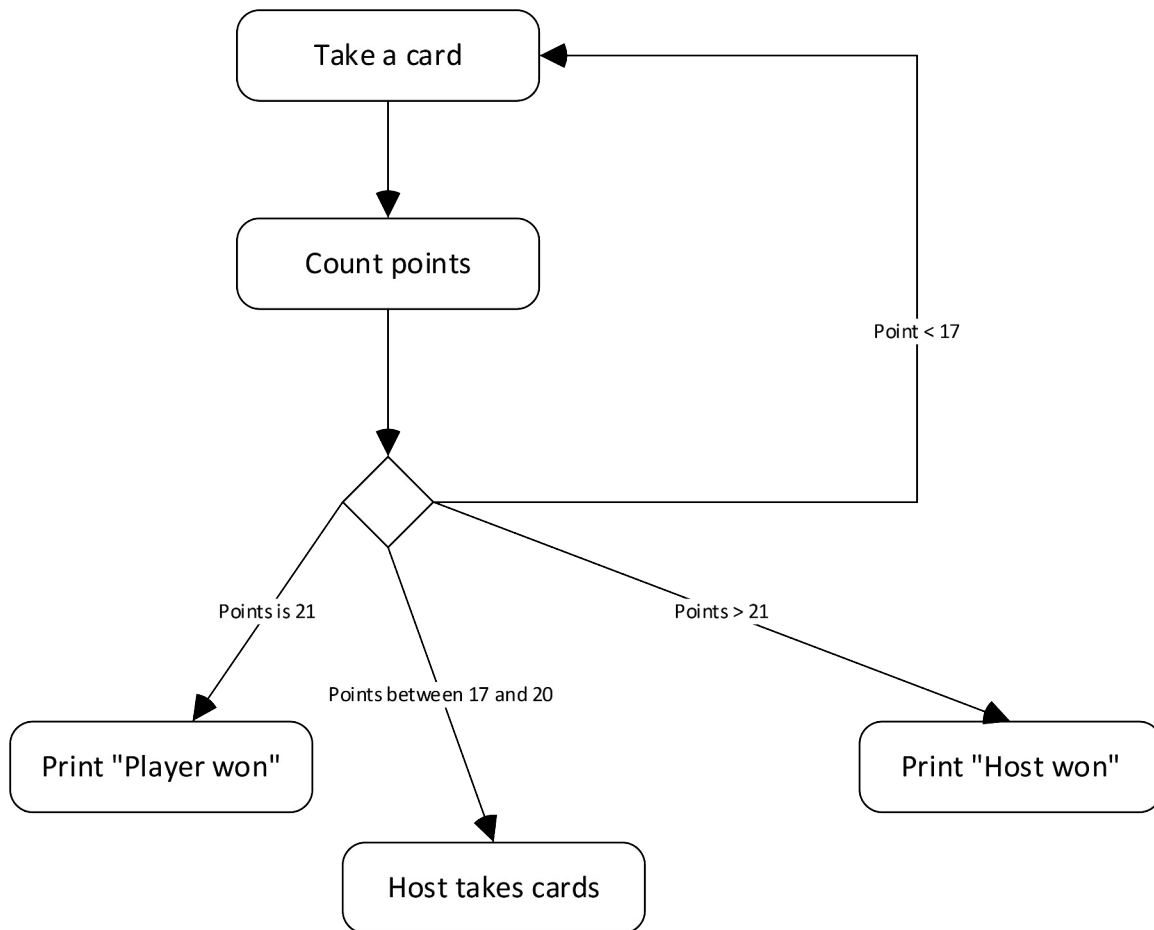 Take a card
Count points
Point < 17
Points is 21
Points > 21
Points between 17 and 20
Print "Player won"
Print "Host won"
Host takes cards